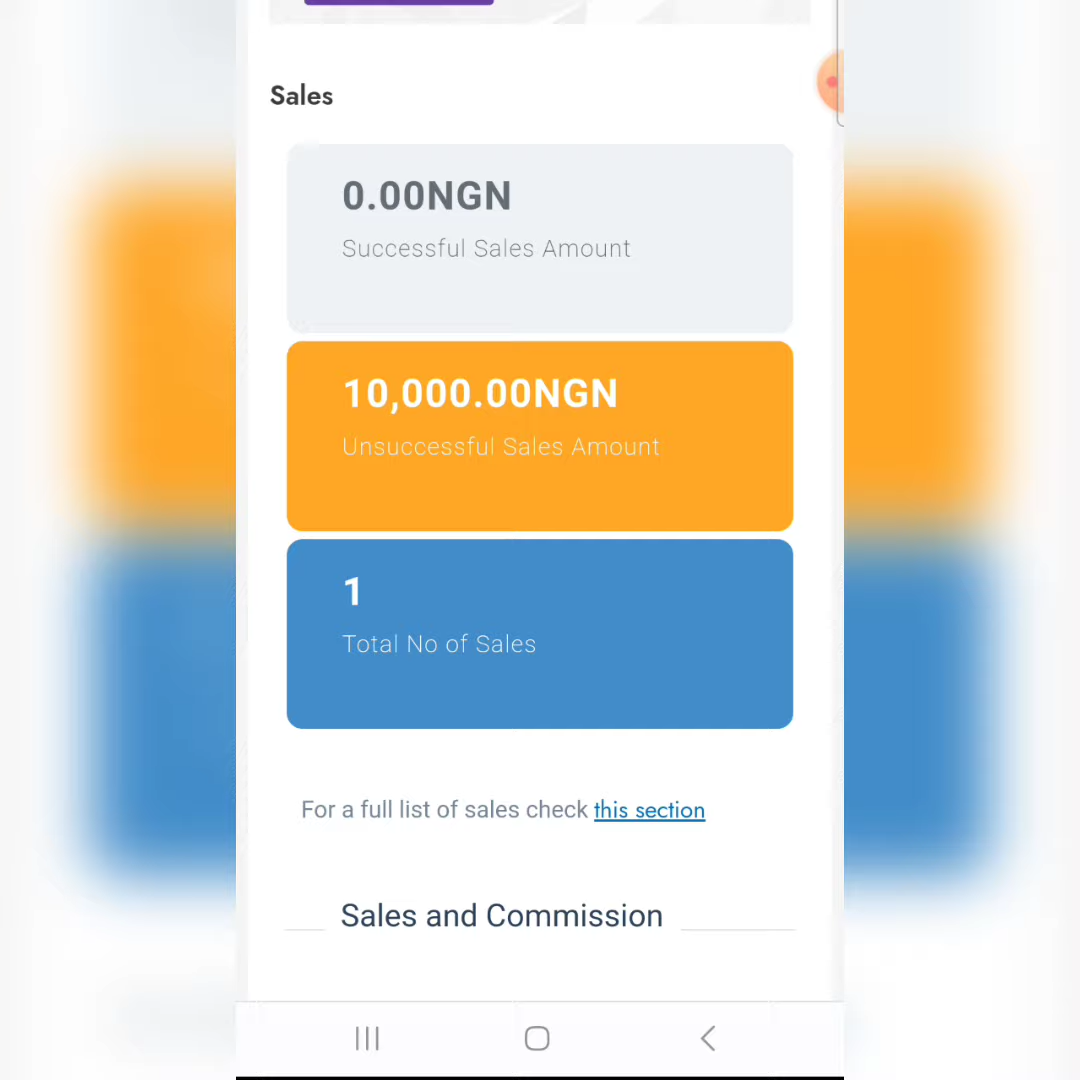 Sales
0.00NGN
Successful Sales Amount
10,000.00NGN
Unsuccessful Sales Amount
1
Total No of Sales
For a full list of sales check this section
Sales and Commission